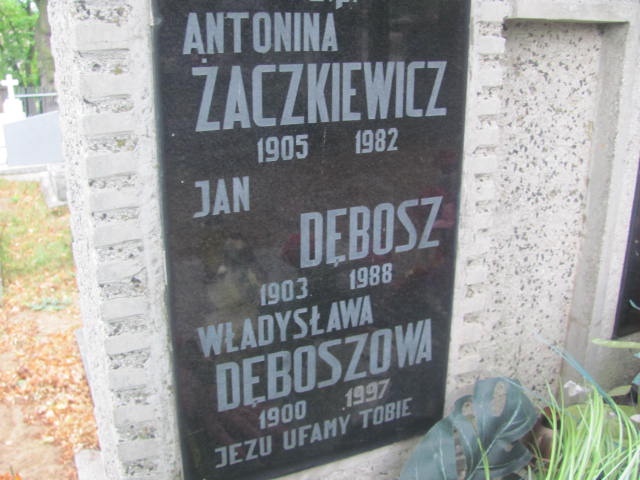 ANTONINA
ŻACZKIEWICZ
1905 1982
JAN
DĘBOSZ
1903 1988
WŁADYSŁAWA
DĘBOSZOWA
1900 1997
JEZU UFAMY TOBIE